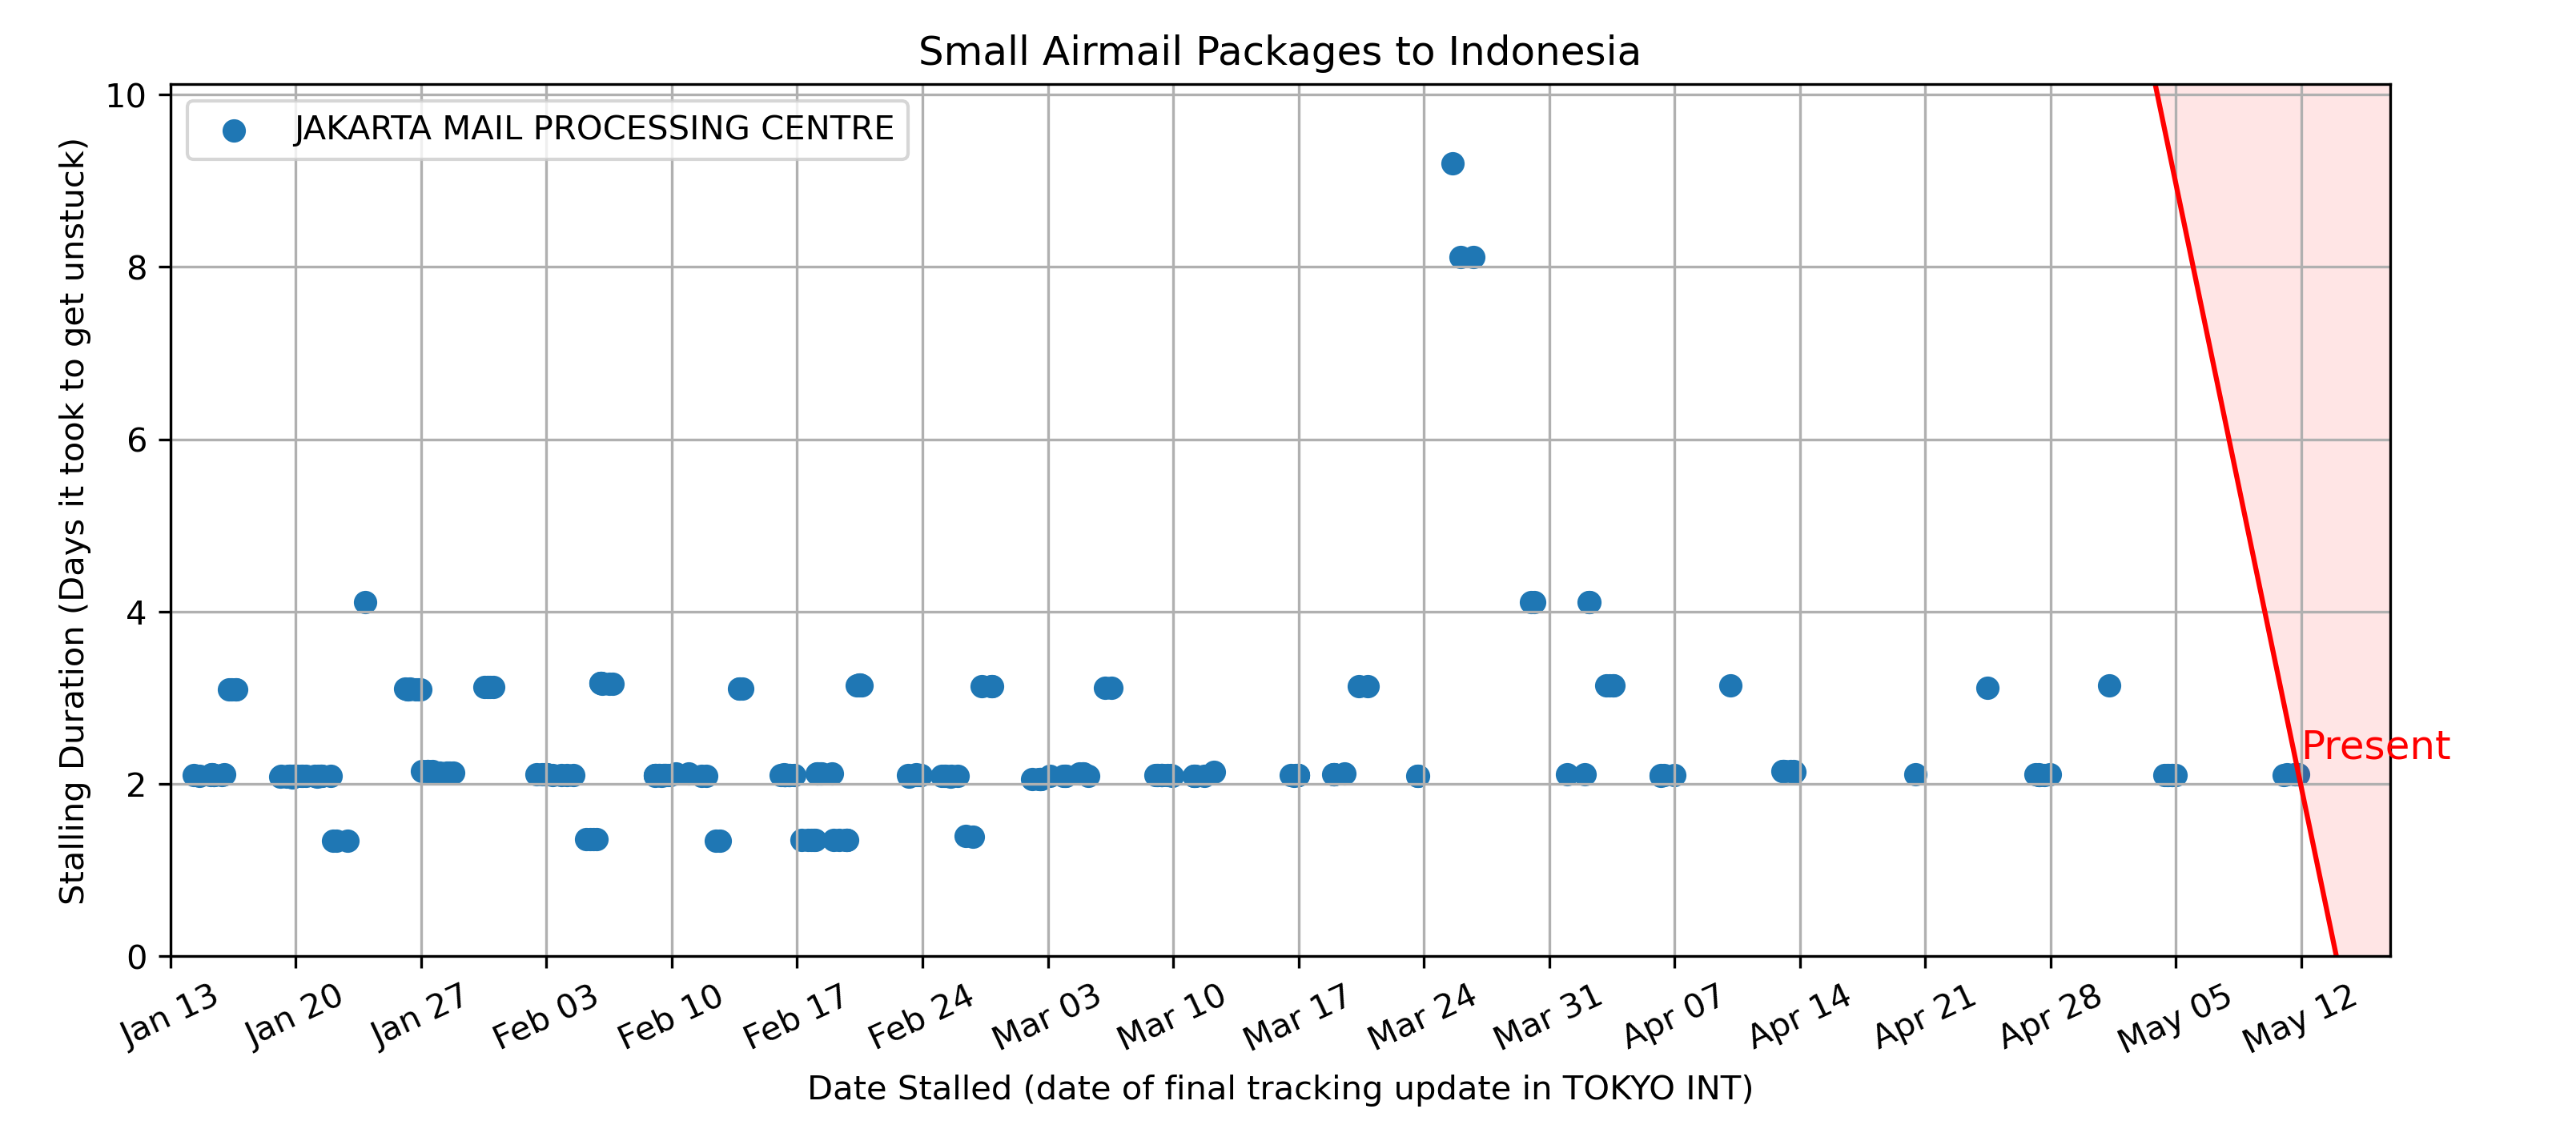 Small Airmail Packages to Indonesia
JAKARTA MAIL PROCESSING CENTRE
Stalling Duration (Days it took to get unstuck)
10
8
6
4
2
0
Present
Jan 13
Jan 20
Jan 27
Feb 03
Feb 10
Feb 17
Feb 24
Mar 03
Mar 10
Mar 17
Mar 24
Mar 31
Apr 07
Apr 14
Apr 21
Apr 28
May 05
May 12
Date Stalled (date of final tracking update in TOKYO INT)